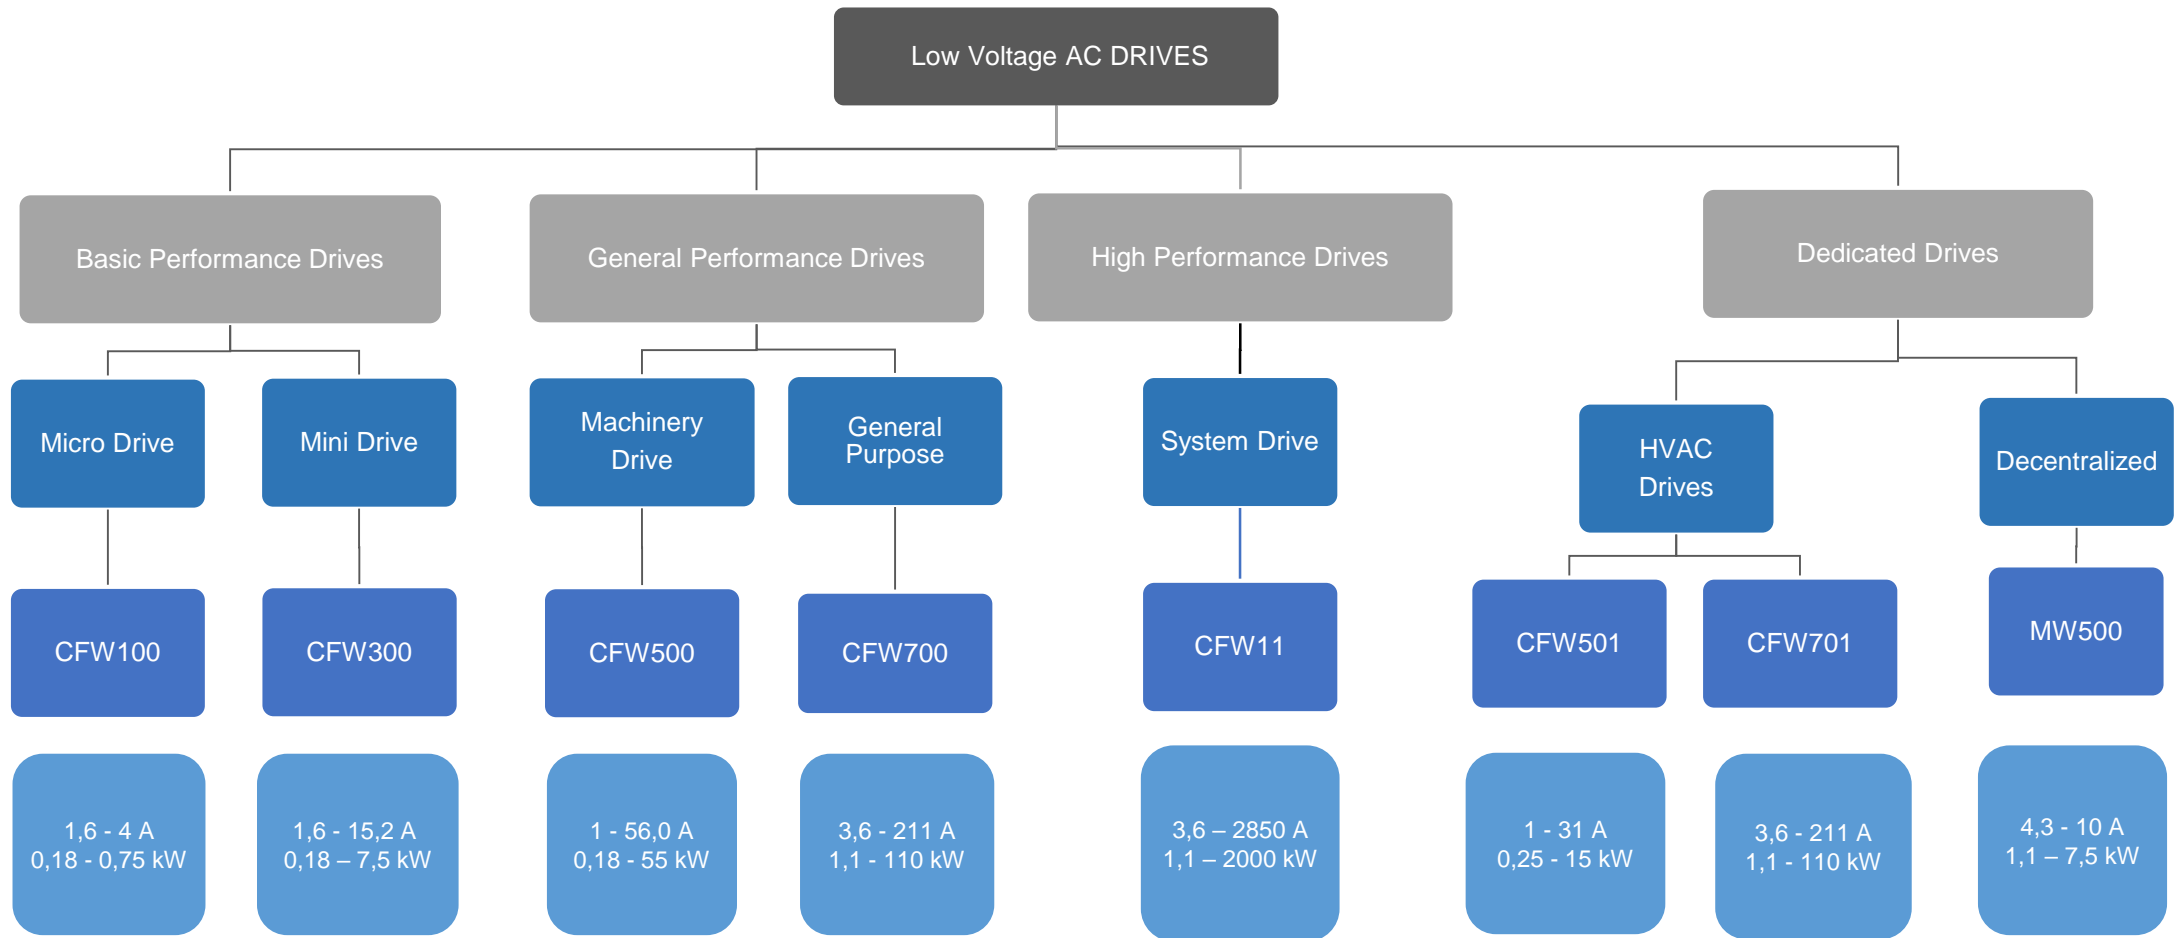 Low Voltage AC DRIVES
Basic Performance Drives
General Performance Drives
High Performance Drives
Dedicated Drives
Micro Drive
Mini Drive
Machinery
Drive
General
Purpose
System Drive
HVAC
Drives
Decentralized
CFW100
CFW300
CFW500
CFW700
CFW11
CFW501
CFW701
MW500
1,6 - 4 A
0,18 - 0,75 kW
1,6 - 15,2 A
0,18 – 7,5 kW
1 - 56,0 A
0,18 - 55 kW
3,6 - 211 A
1,1 - 110 kW
3,6 – 2850 A
1,1 – 2000 kW
1 - 31 A
0,25 - 15 kW
3,6 - 211 A
1,1 - 110 kW
4,3 - 10 A
1,1 – 7,5 kW